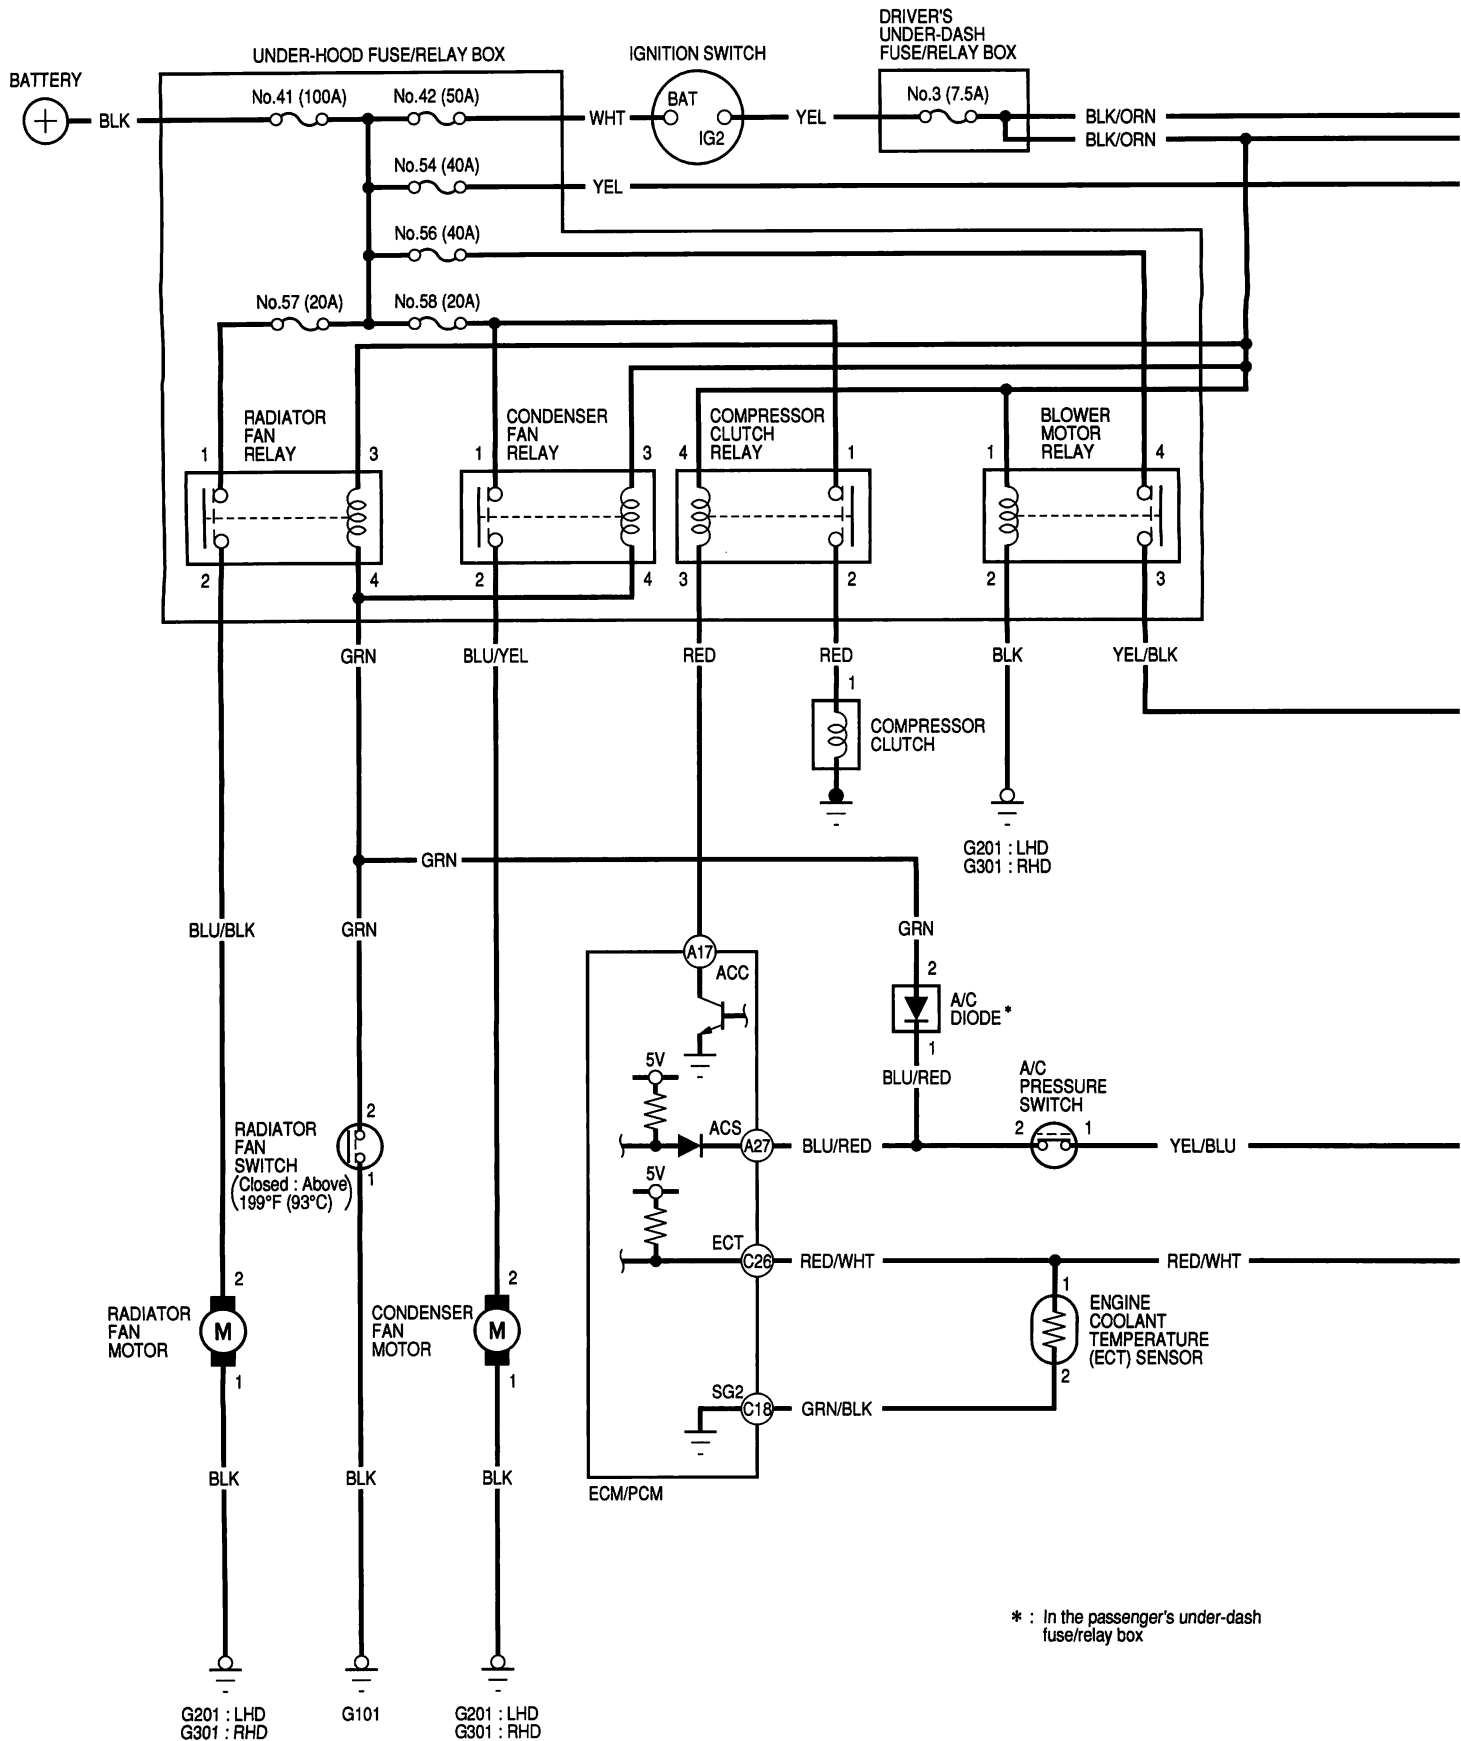 DRIVER'S
UNDER-DASH
FUSE/RELAY BOX
UNDER-HOOD FUSE/RELAY BOX
IGNITION SWITCH
BATTERY
+
BLK
No.41 (100A)
No.42 (50A)
WHT
BAT
IG2
YEL
No.3 (7.5A)
BLK/ORN
BLK/ORN
No.54 (40A)
YEL
No.56 (40A)
No.57 (20A)
No.58 (20A)
RADIATOR
FAN
RELAY
1
3
2
4
CONDENSER
FAN
RELAY
1
3
2
4
COMPRESSOR
CLUTCH
RELAY
4
1
3
2
BLOWER
MOTOR
RELAY
1
4
2
3
GRN
BLU/YEL
RED
RED
BLK
YEL/BLK
1
COMPRESSOR
CLUTCH
G201 : LHD
G301 : RHD
GRN
BLU/BLK
GRN
GRN
2
A/C
DIODE *
1
BLU/RED
A17
ACC
5V
ACS
A27
BLU/RED
A/C
PRESSURE
SWITCH
2
1
YEL/BLU
RADIATOR
FAN
SWITCH
(Closed : Above
199°F (93°C))
2
1
5V
ECT
C26
RED/WHT
RED/WHT
1
ENGINE
COOLANT
TEMPERATURE
(ECT) SENSOR
2
RADIATOR
FAN
MOTOR
2
M
1
CONDENSER
FAN
MOTOR
2
M
1
SG2
C18
GRN/BLK
ECM/PCM
BLK
BLK
BLK
* : In the passenger's under-dash
fuse/relay box
G201 : LHD
G301 : RHD
G101
G201 : LHD
G301 : RHD